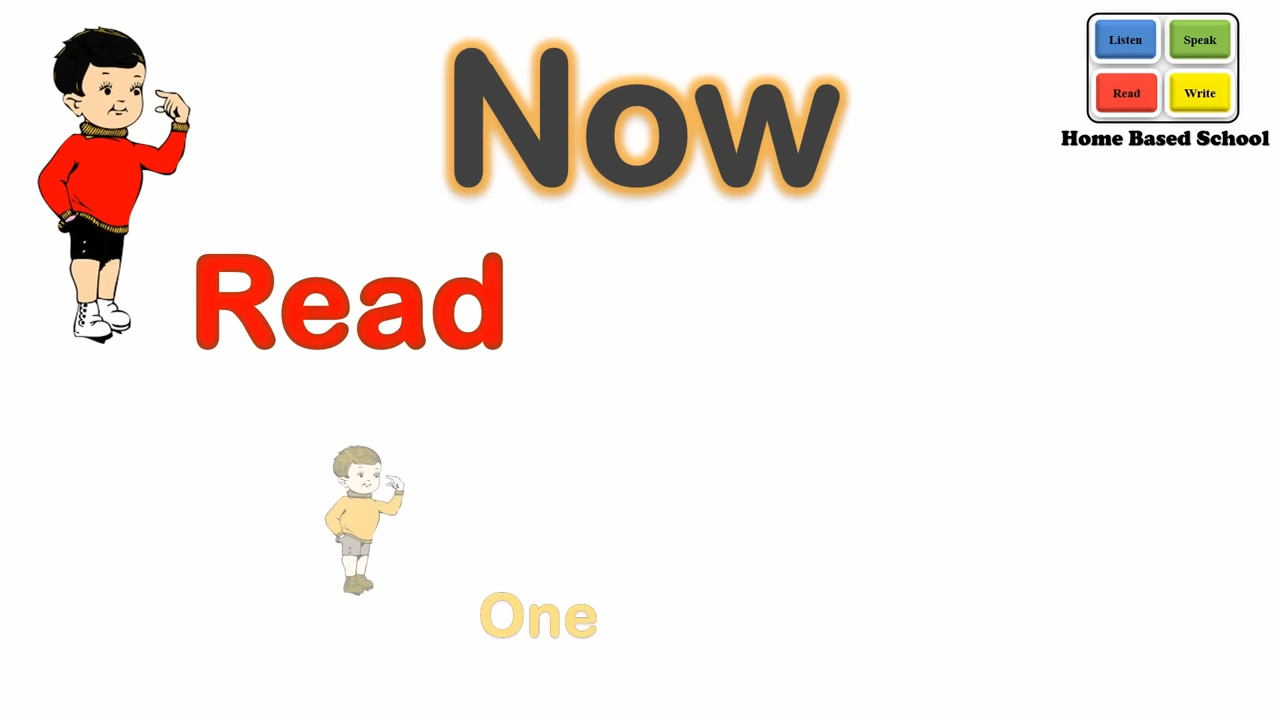 Now
Listen Speak
Read Write
Home Based School
Read
One